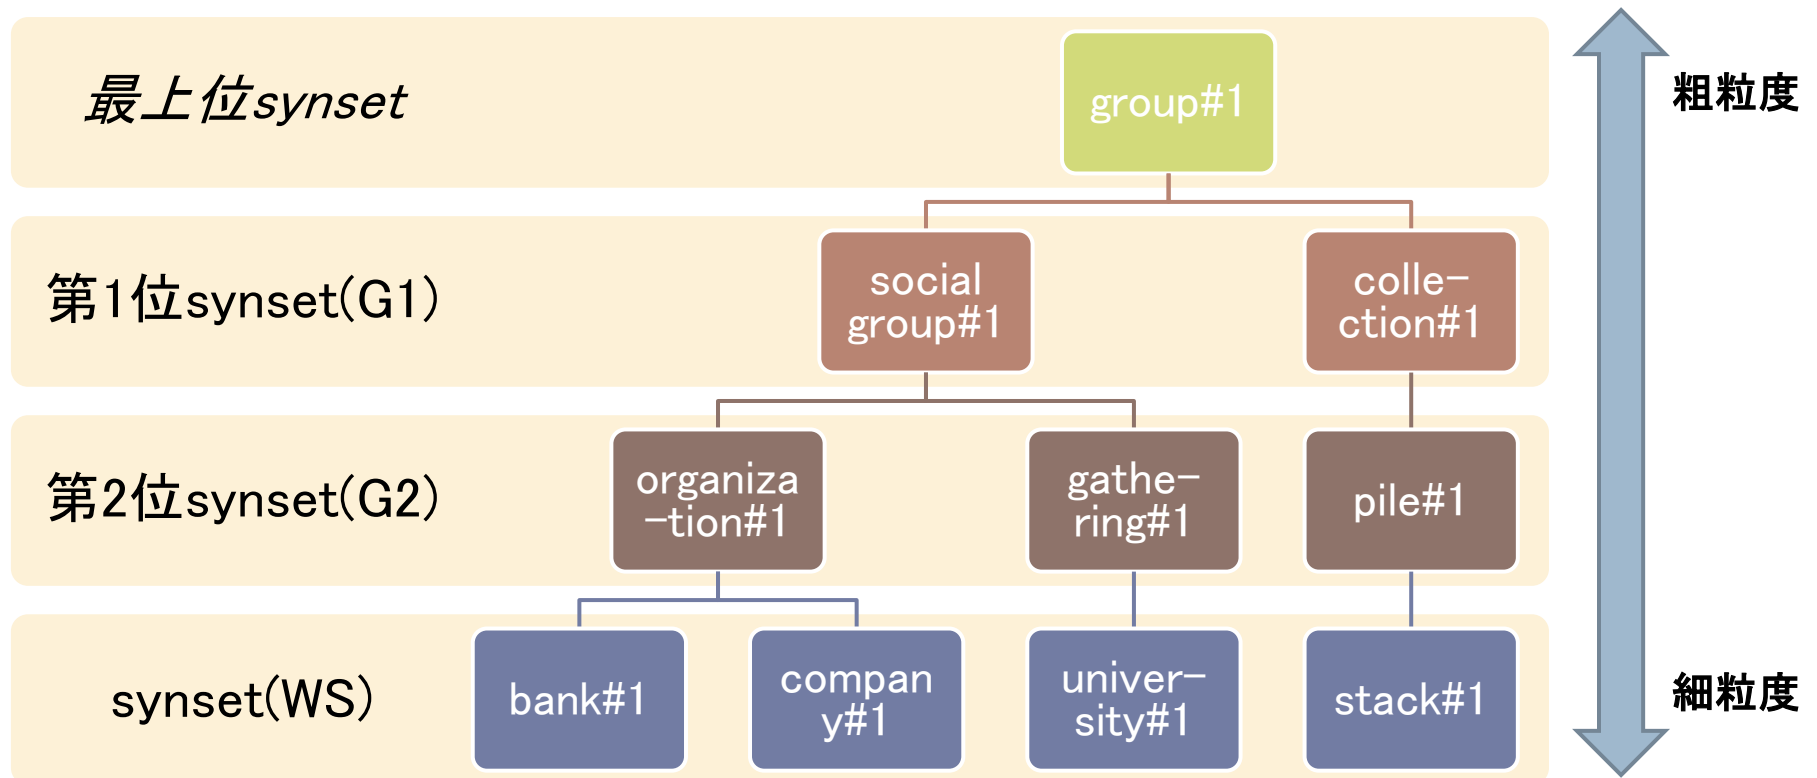 最上位synset
group#1
粗粒度
第1位synset(G1)
social
group#1
colle-
ction#1
第2位synset(G2)
organiza
-tion#1
gathe-
ring#1
pile#1
synset(WS)
bank#1
compan
y#1
univer-
sity#1
stack#1
細粒度